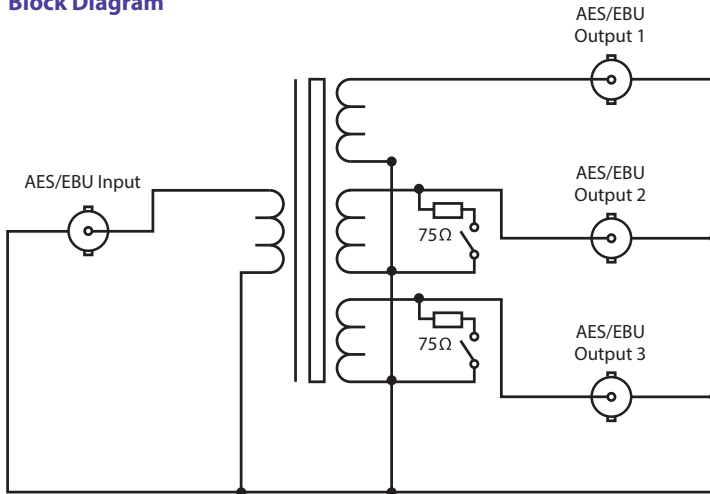 Block Diagram
AES/EBU
Output 1
AES/EBU Input
AES/EBU
Output 2
75Ω
AES/EBU
Output 3
75Ω